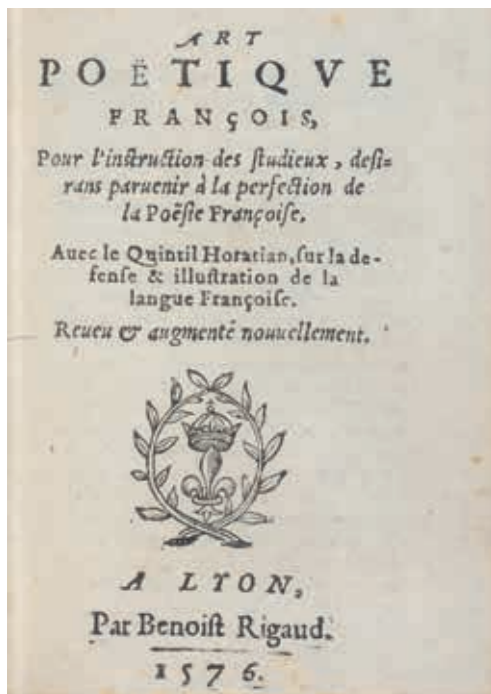 ART
POËTIQVE
FRANÇOIS,
Pour l'instruction des studieux, desi-
rans paruenir à la perfection de
la Poësie Françoise.
Auec le Quintil Horatian, sur la de-
fense & illustration de la
langue Françoise.
Reueu & augmenté nouuellement.
A LYON,
Par Benoist Rigaud.
1576.